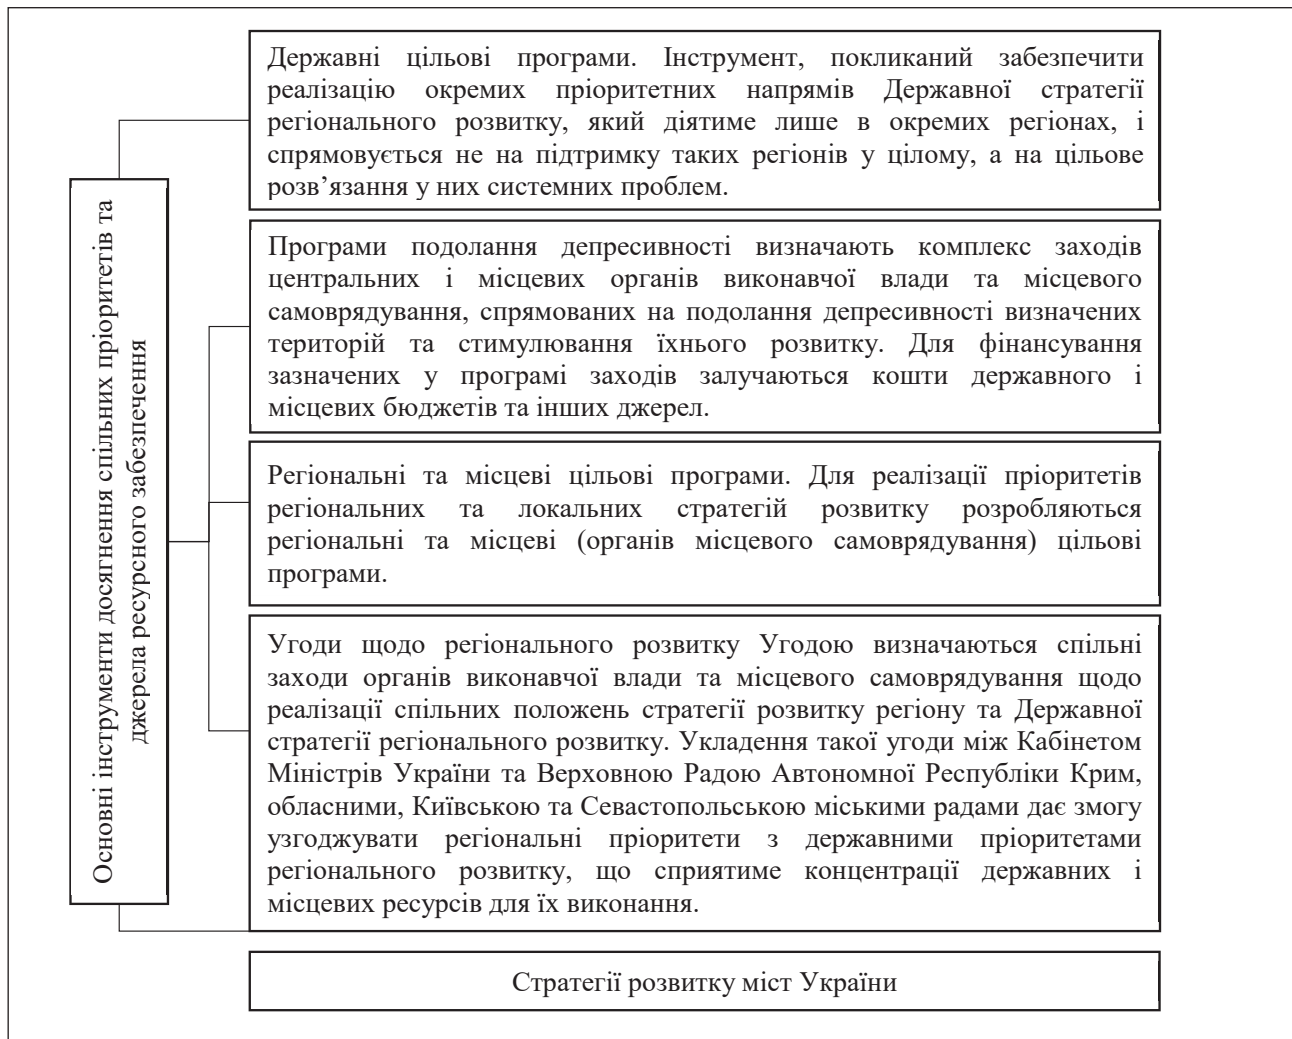 Основні інструменти досягнення спільних пріоритетів та
джерела ресурсного забезпечення
Державні цільові програми. Інструмент, покликаний забезпечити
реалізацію окремих пріоритетних напрямів Державної стратегії
регіонального розвитку, який діятиме лише в окремих регіонах, і
спрямовується не на підтримку таких регіонів у цілому, а на цільове
розв’язання у них системних проблем.
Програми подолання депресивності визначають комплекс заходів
центральних і місцевих органів виконавчої влади та місцевого
самоврядування, спрямованих на подолання депресивності визначених
територій та стимулювання їхнього розвитку. Для фінансування
зазначених у програмі заходів залучаються кошти державного і
місцевих бюджетів та інших джерел.
Регіональні та місцеві цільові програми. Для реалізації пріоритетів
регіональних та локальних стратегій розвитку розробляються
регіональні та місцеві (органів місцевого самоврядування) цільові
програми.
Угоди щодо регіонального розвитку Угодою визначаються спільні
заходи органів виконавчої влади та місцевого самоврядування щодо
реалізації спільних положень стратегії розвитку регіону та Державної
стратегії регіонального розвитку. Укладення такої угоди між Кабінетом
Міністрів України та Верховною Радою Автономної Республіки Крим,
обласними, Київською та Севастопольською міськими радами дає змогу
узгоджувати регіональні пріоритети з державними пріоритетами
регіонального розвитку, що сприятиме концентрації державних і
місцевих ресурсів для їх виконання.
Стратегії розвитку міст України